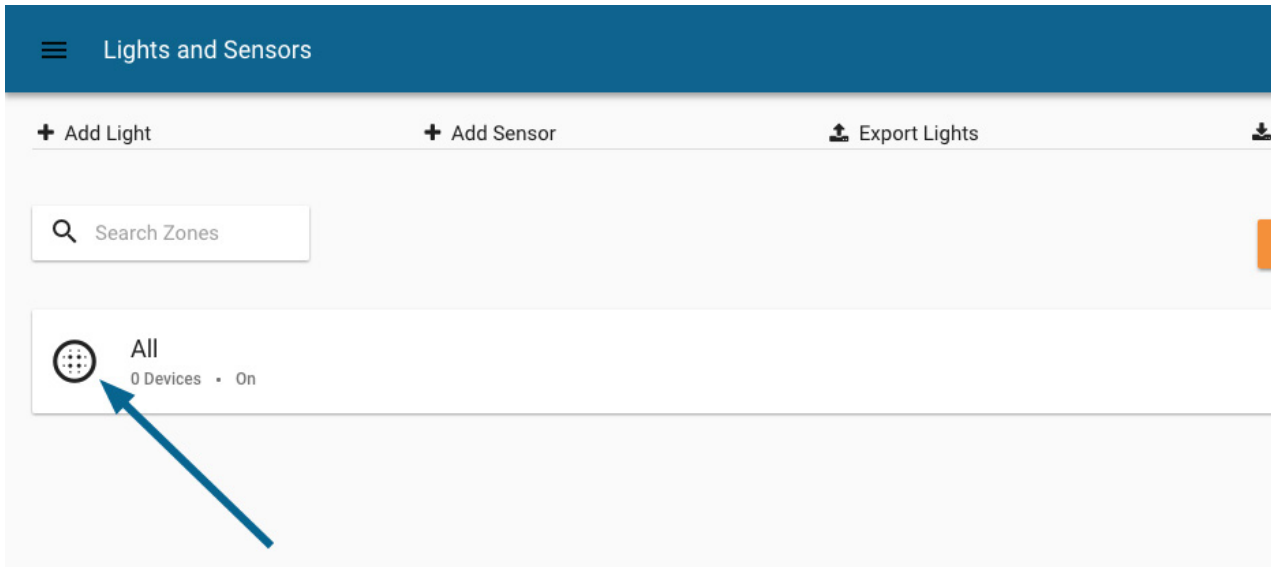 Lights and Sensors
Add Light
Add Sensor
Export Lights
Search Zones
All
0 Devices • On